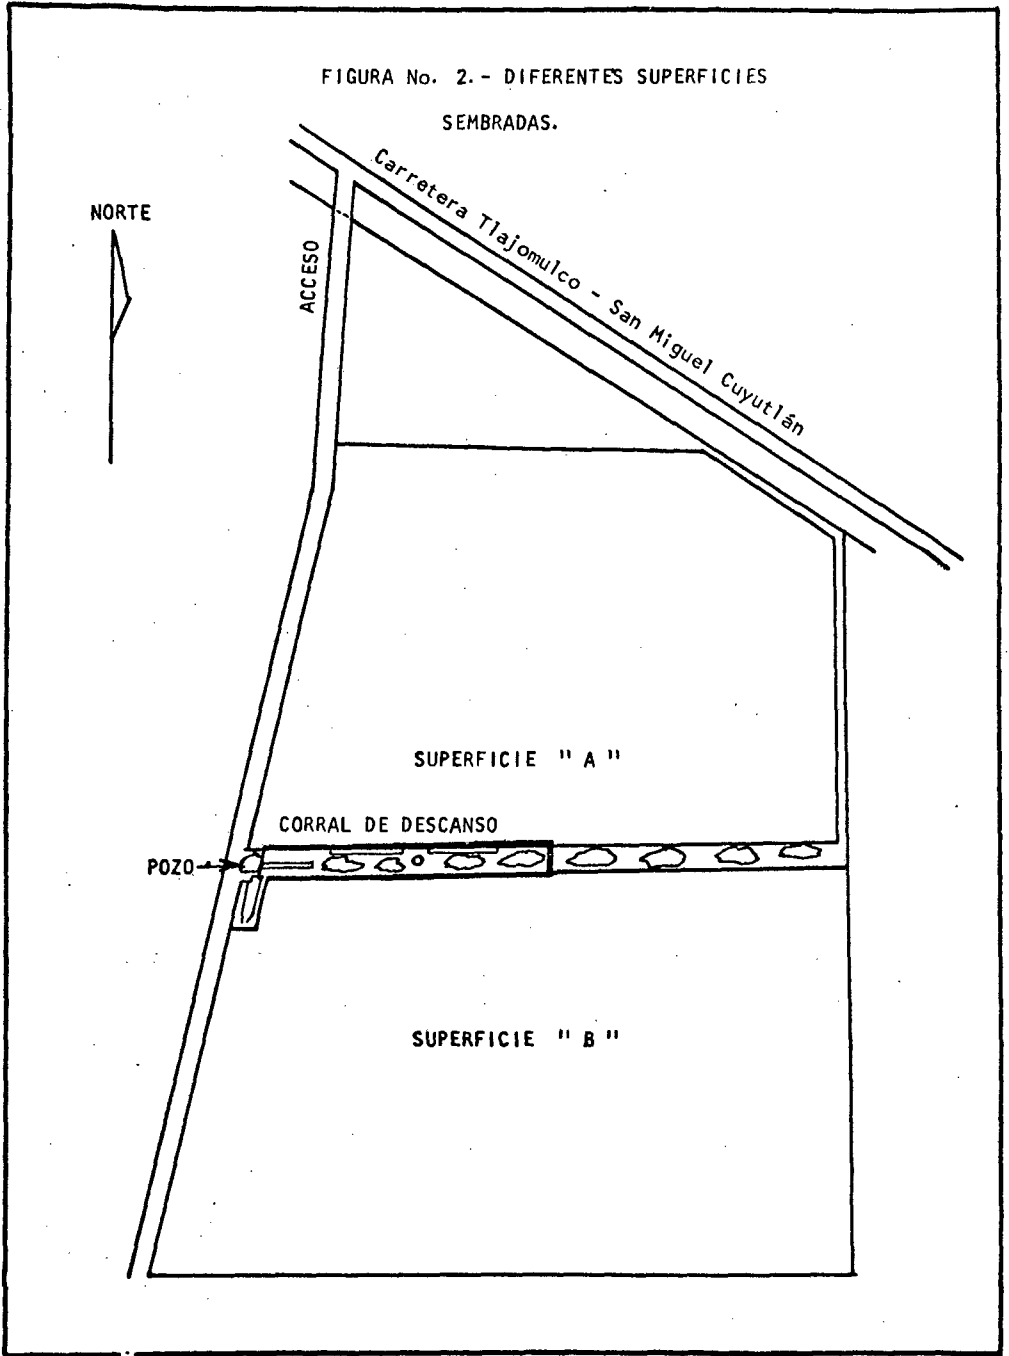 FIGURA No. 2.- DIFERENTES SUPERFICIES
SEMBRADAS.
Carretera Tlajomulco - San Miguel Cuyutlán
NORTE
ACCESO
SUPERFICIE "A"
CORRAL DE DESCANSO
POZO
SUPERFICIE "B"